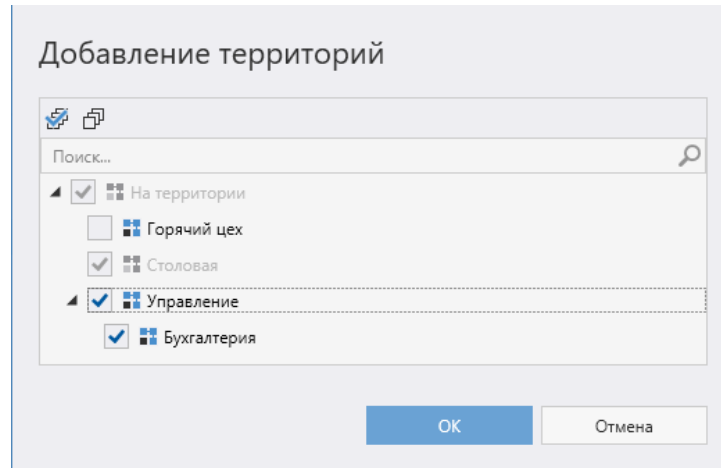 Добавление территорий
Поиск...
На территории
Горячий цех
Столовая
Управление
Бухгалтерия
ОК
Отмена